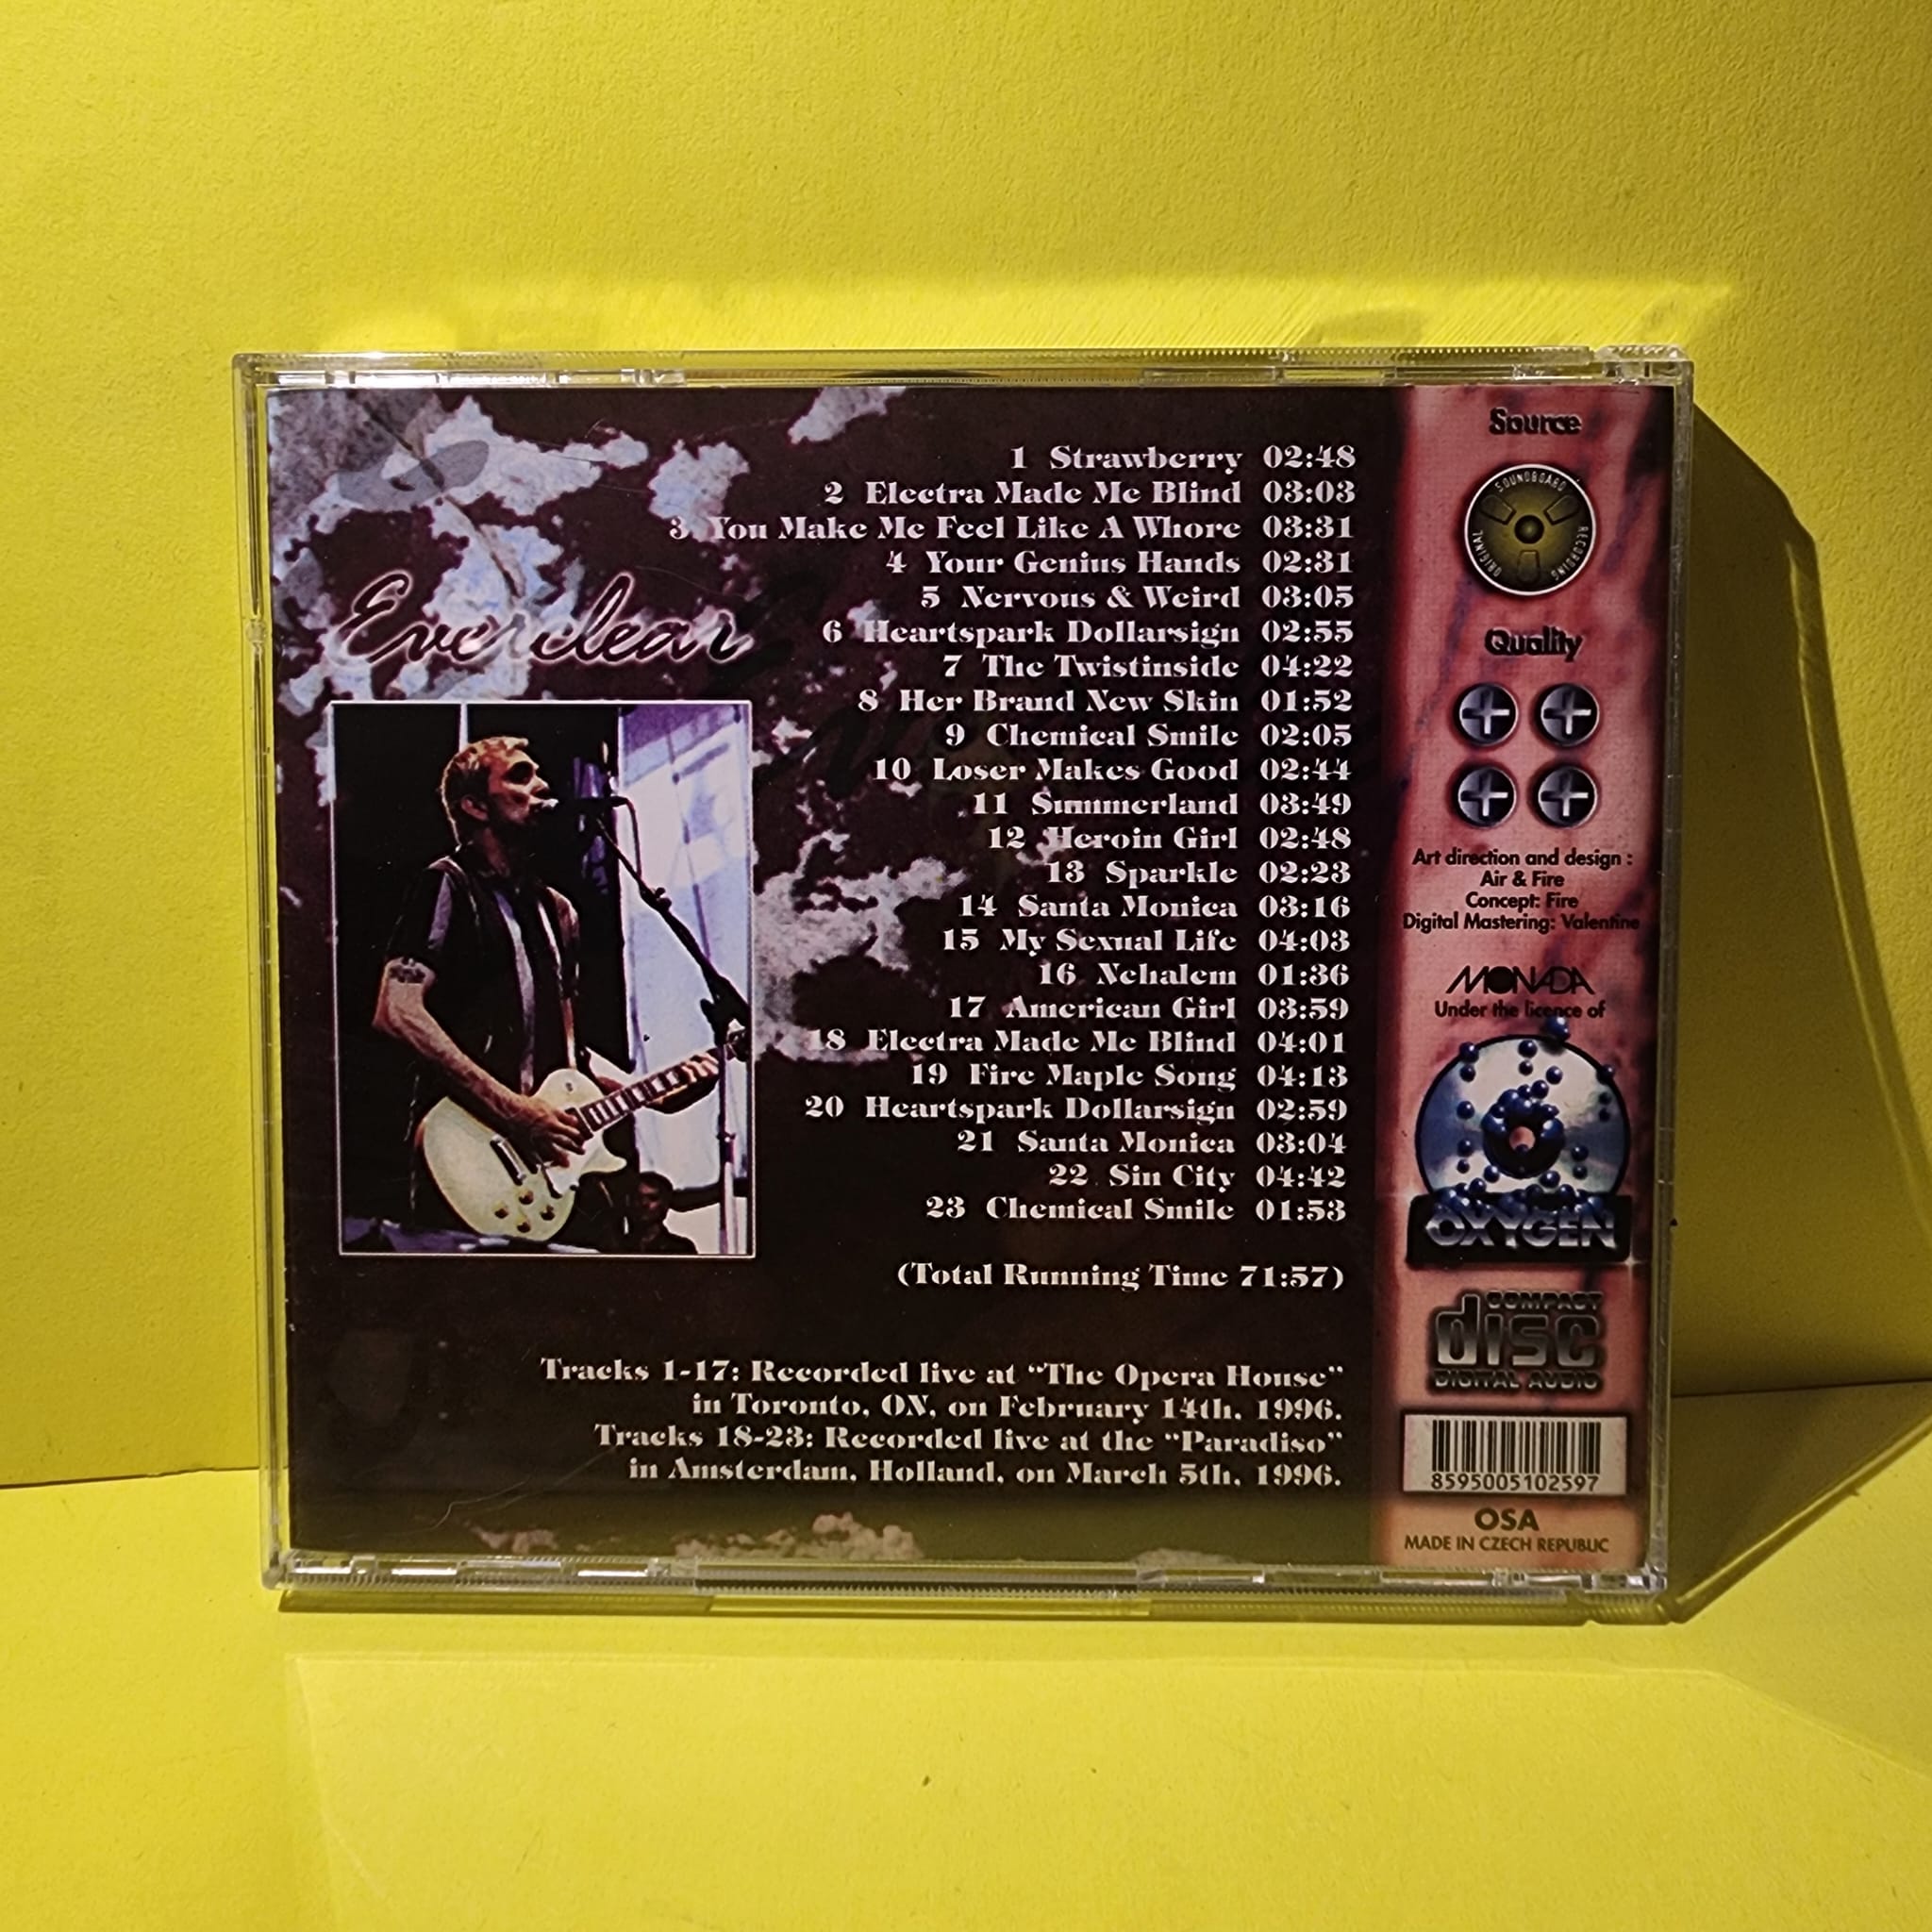 Everclear
1 Strawberry 02:48
2 Electra Made Me Blind 03:03
3 You Make Me Feel Like A Whore 03:31
4 Your Genius Hands 02:31
5 Nervous & Weird 03:05
6 Heartspark Dollarsign 02:55
7 The Twistinside 04:22
8 Her Brand New Skin 01:52
9 Chemical Smile 02:05
10 Loser Makes Good 02:44
11 Summerland 03:49
12 Heroin Girl 02:48
13 Sparkle 02:23
14 Santa Monica 03:16
15 My Sexual Life 04:03
16 Nehalem 01:36
17 American Girl 03:59
18 Electra Made Me Blind 04:01
19 Fire Maple Song 04:13
20 Heartspark Dollarsign 02:59
21 Santa Monica 03:04
22 Sin City 04:42
23 Chemical Smile 01:53
(Total Running Time 71:57)
Tracks 1-17: Recorded live at “The Opera House”
in Toronto, ON, on February 14th, 1996.
Tracks 18-23: Recorded live at the “Paradiso”
in Amsterdam, Holland, on March 5th, 1996.
Source
ORIGINAL SOUNDBOARD RECORDING
Quality
Art direction and design :
Air & Fire
Concept: Fire
Digital Mastering: Valentine
MONADA
Under the licence of
OXYGEN
COMPACT
disc
DIGITAL AUDIO
8595005102597
OSA
MADE IN CZECH REPUBLIC